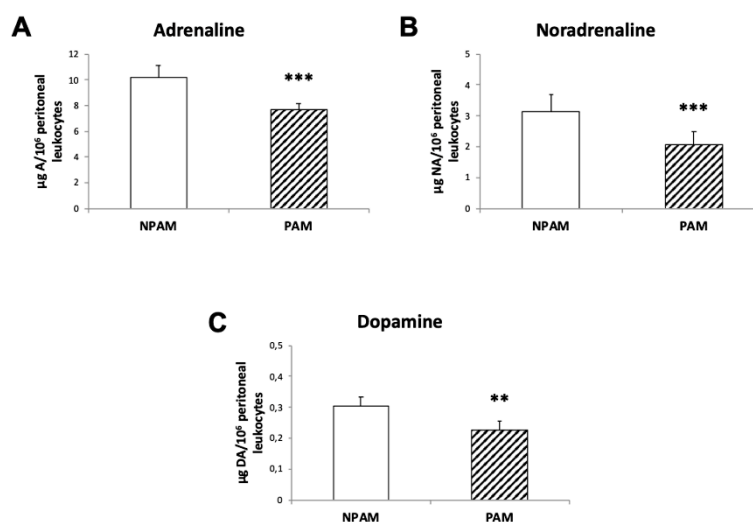 A
Adrenaline
µg A/10⁶ peritoneal
leukocytes
12
10
8
6
4
2
0
***
NPAM
PAM
B
Noradrenaline
µg NA/10⁶ peritoneal
leukocytes
5
4
3
2
1
0
***
NPAM
PAM
C
Dopamine
µg DA/10⁶ peritoneal
leukocytes
0,5
0,4
0,3
0,2
0,1
0
**
NPAM
PAM